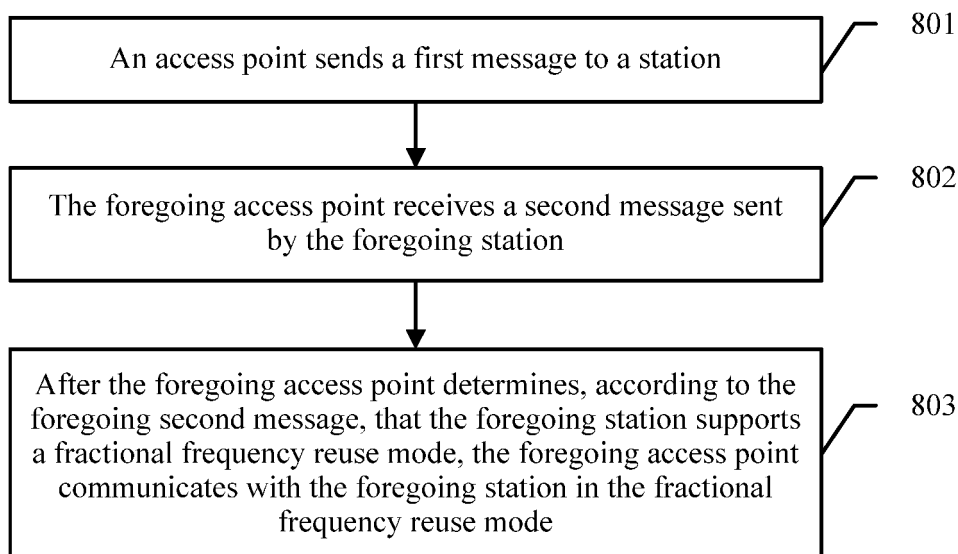 801
An access point sends a first message to a station
802
The foregoing access point receives a second message sent
by the foregoing station
803
After the foregoing access point determines, according to the
foregoing second message, that the foregoing station supports
a fractional frequency reuse mode, the foregoing access point
communicates with the foregoing station in the fractional
frequency reuse mode